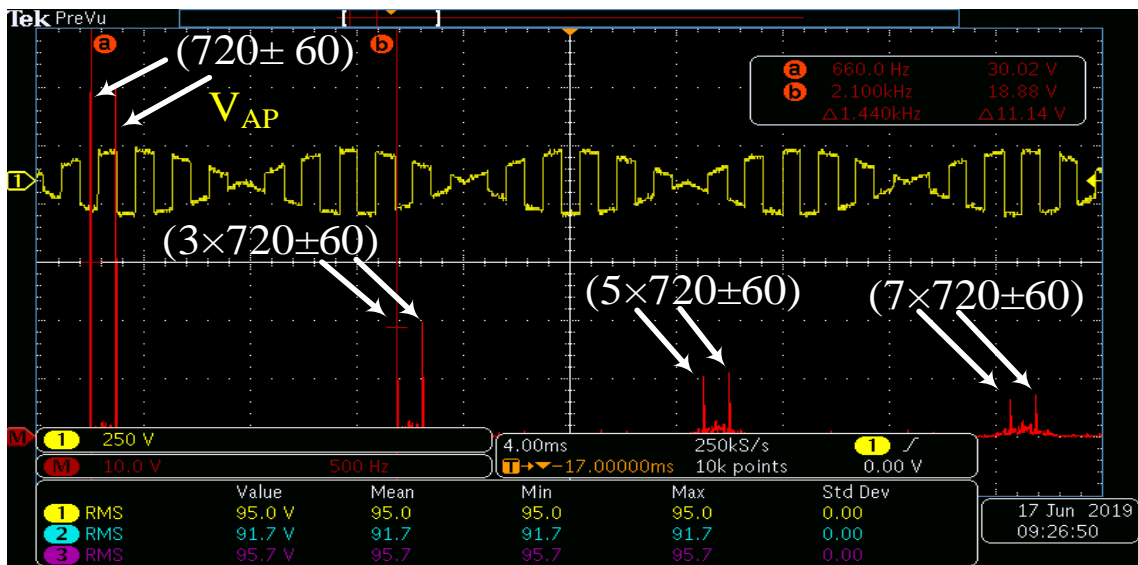 Tek PreVu
a
b
(720± 60)
V_AP
a 660.0 Hz 30.02 V
b 2.100kHz 18.88 V
△1.440kHz △11.14 V
1
(3×720±60)
(5×720±60)
(7×720±60)
M
1 250 V
M 10.0 V 500 Hz
4.00ms 250kS/s 1
T→▼−17.00000ms 10k points 0.00 V
Value Mean Min Max Std Dev
1 RMS 95.0 V 95.0 95.0 95.0 0.00
2 RMS 91.7 V 91.7 91.7 91.7 0.00
3 RMS 95.7 V 95.7 95.7 95.7 0.00
17 Jun 2019
09:26:50